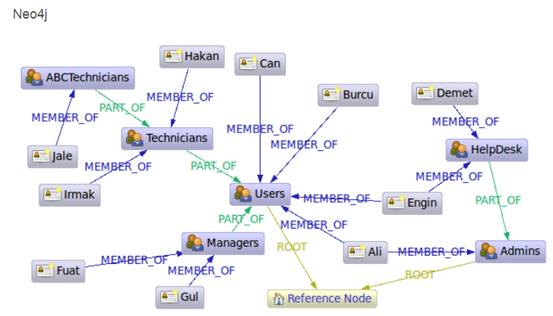 Neo4j
Hakan
Can
ABCTechnicians
Burcu
Demet
PART_OF
MEMBER_OF
MEMBER_OF
Technicians
MEMBER_OF
MEMBER_OF
MEMBER_OF
HelpDesk
Jale
MEMBER_OF
PART_OF
MEMBER_OF
Irmak
Users
MEMBER_OF
Engin
PART_OF
PART_OF
MEMBER_OF
Managers
ROOT
Ali
MEMBER_OF
Admins
Fuat
MEMBER_OF
MEMBER_OF
ROOT
Gul
Reference Node